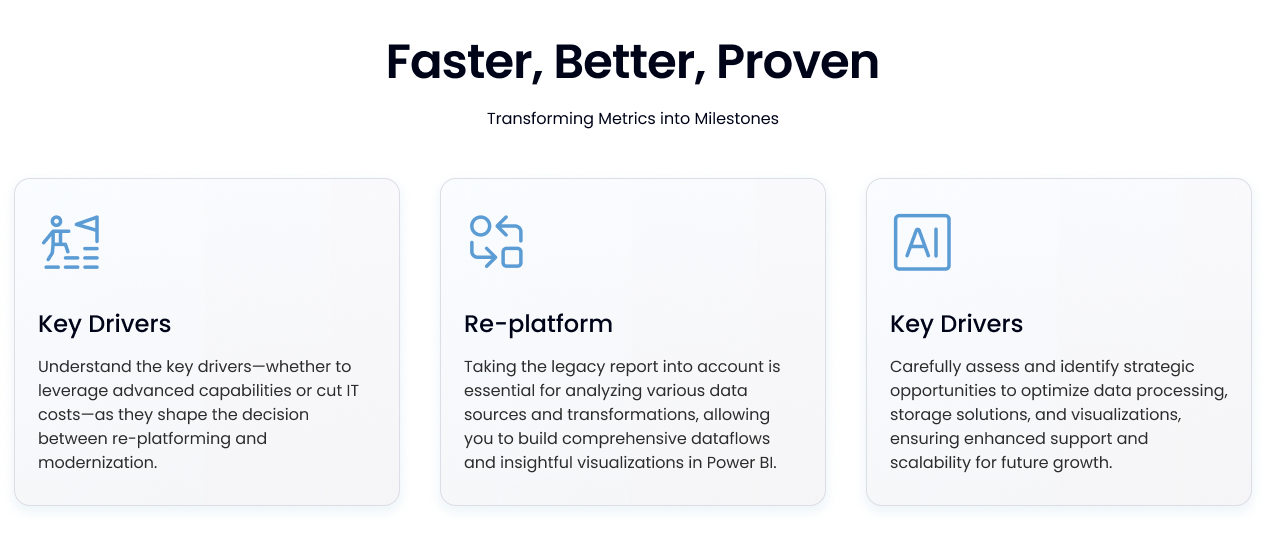 Faster, Better, Proven
Transforming Metrics into Milestones
Key Drivers
Understand the key drivers—whether to
leverage advanced capabilities or cut IT
costs—as they shape the decision
between re-platforming and
modernization.
Re-platform
Taking the legacy report into account is
essential for analyzing various data
sources and transformations, allowing
you to build comprehensive dataflows
and insightful visualizations in Power BI.
AI
Key Drivers
Carefully assess and identify strategic
opportunities to optimize data processing,
storage solutions, and visualizations,
ensuring enhanced support and
scalability for future growth.